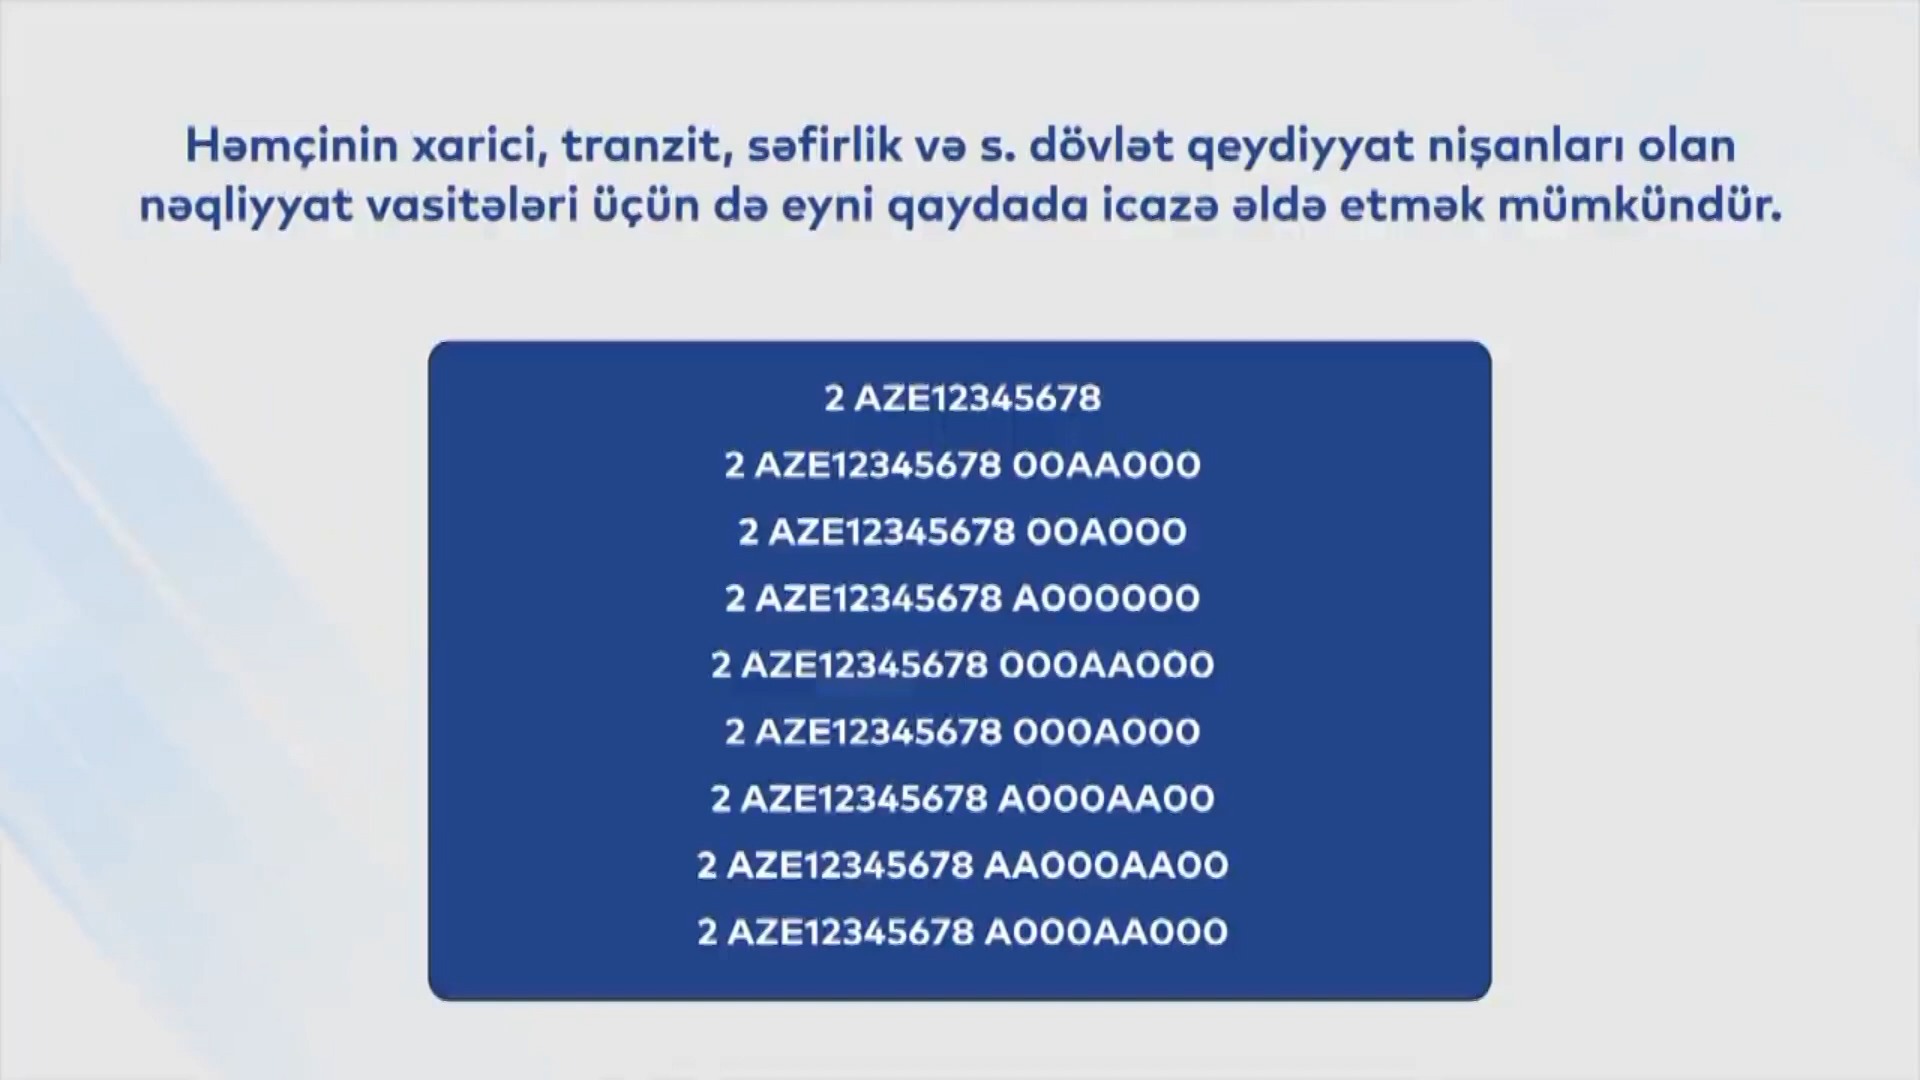 Həmçinin xarici, tranzit, səfirlik və s. dövlət qeydiyyat nişanları olan
nəqliyyat vasitələri üçün də eyni qaydada icazə əldə etmək mümkündür.
2 AZE12345678
2 AZE12345678 00AA000
2 AZE12345678 00A000
2 AZE12345678 A000000
2 AZE12345678 000AA000
2 AZE12345678 000A000
2 AZE12345678 A000AA00
2 AZE12345678 AA000AA00
2 AZE12345678 A000AA000